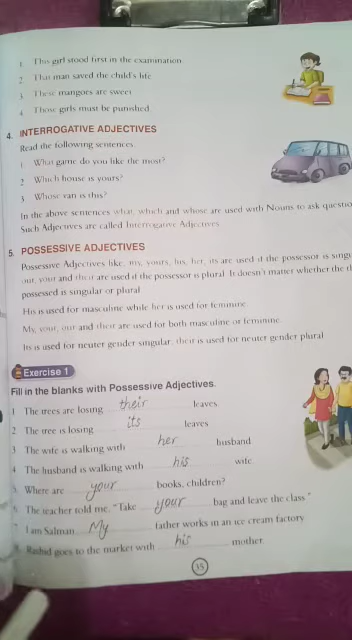 1. This girl stood first in the examination.
2. That man saved the child's life.
3. These mangoes are sweet.
4. Those girls must be punished.
4. INTERROGATIVE ADJECTIVES
Read the following sentences.
1. What game do you like the most?
2. Which house is yours?
3. Whose van is this?
In the above sentences what, which and whose are used with Nouns to ask questio
Such Adjectives are called Interrogative Adjectives.
5. POSSESSIVE ADJECTIVES
Possessive Adjectives like, my, yours, his, her, its are used if the possessor is sing
our, your and their are used if the possessor is plural. It doesn't matter whether the
possessed is singular or plural.
His is used for masculine while her is used for feminine.
My, your, our and their are used for both masculine or feminine.
Its is used for neuter gender singular, their is used for neuter gender plural.
Exercise 1
Fill in the blanks with Possessive Adjectives.
1. The trees are losing their leaves.
2. The tree is losing its leaves.
3. The wife is walking with her husband.
4. The husband is walking with his wife.
5. Where are your books, children?
6. The teacher told me, "Take your bag and leave the class."
7. I am Salman. My father works in an ice cream factory.
8. Rashid goes to the market with his mother.
35